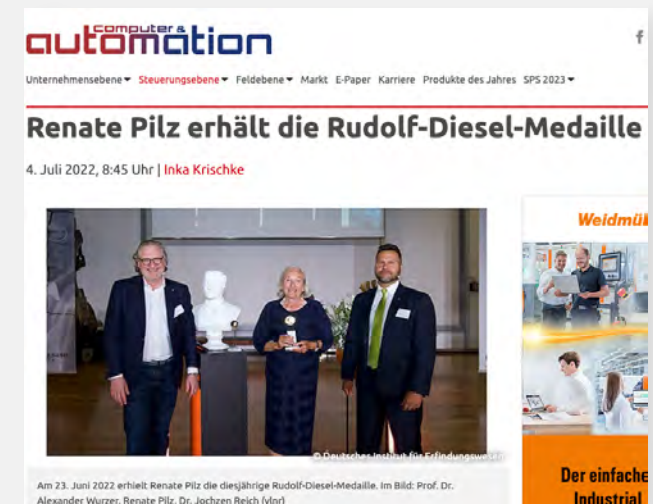 computer &
automation
f
Unternehmensebene Steuerungsebene Feldebene Markt E-Paper Karriere Produkte des Jahres SPS 2023
Renate Pilz erhält die Rudolf-Diesel-Medaille
4. Juli 2022, 8:45 Uhr | Inka Krischke
Weidmül
© Deutsches Institut für Erfindungswesen
Am 23. Juni 2022 erhielt Renate Pilz die diesjährige Rudolf-Diesel-Medaille. Im Bild: Prof. Dr.
Alexander Wurzer, Renate Pilz, Dr. Jochzen Reich (vlnr)
Der einfache
Industrial